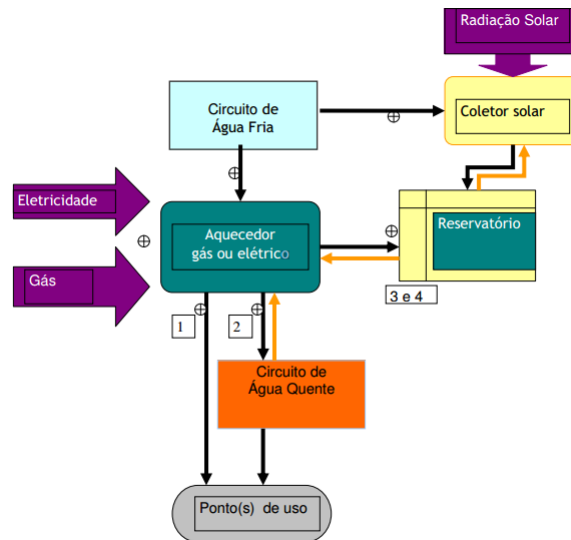 Radiação Solar
Circuito de
Água Fria
Coletor solar
Eletricidade
Aquecedor
gás ou elétrico
Reservatório
Gás
3 e 4
1
2
Circuito de
Água Quente
Ponto(s) de uso